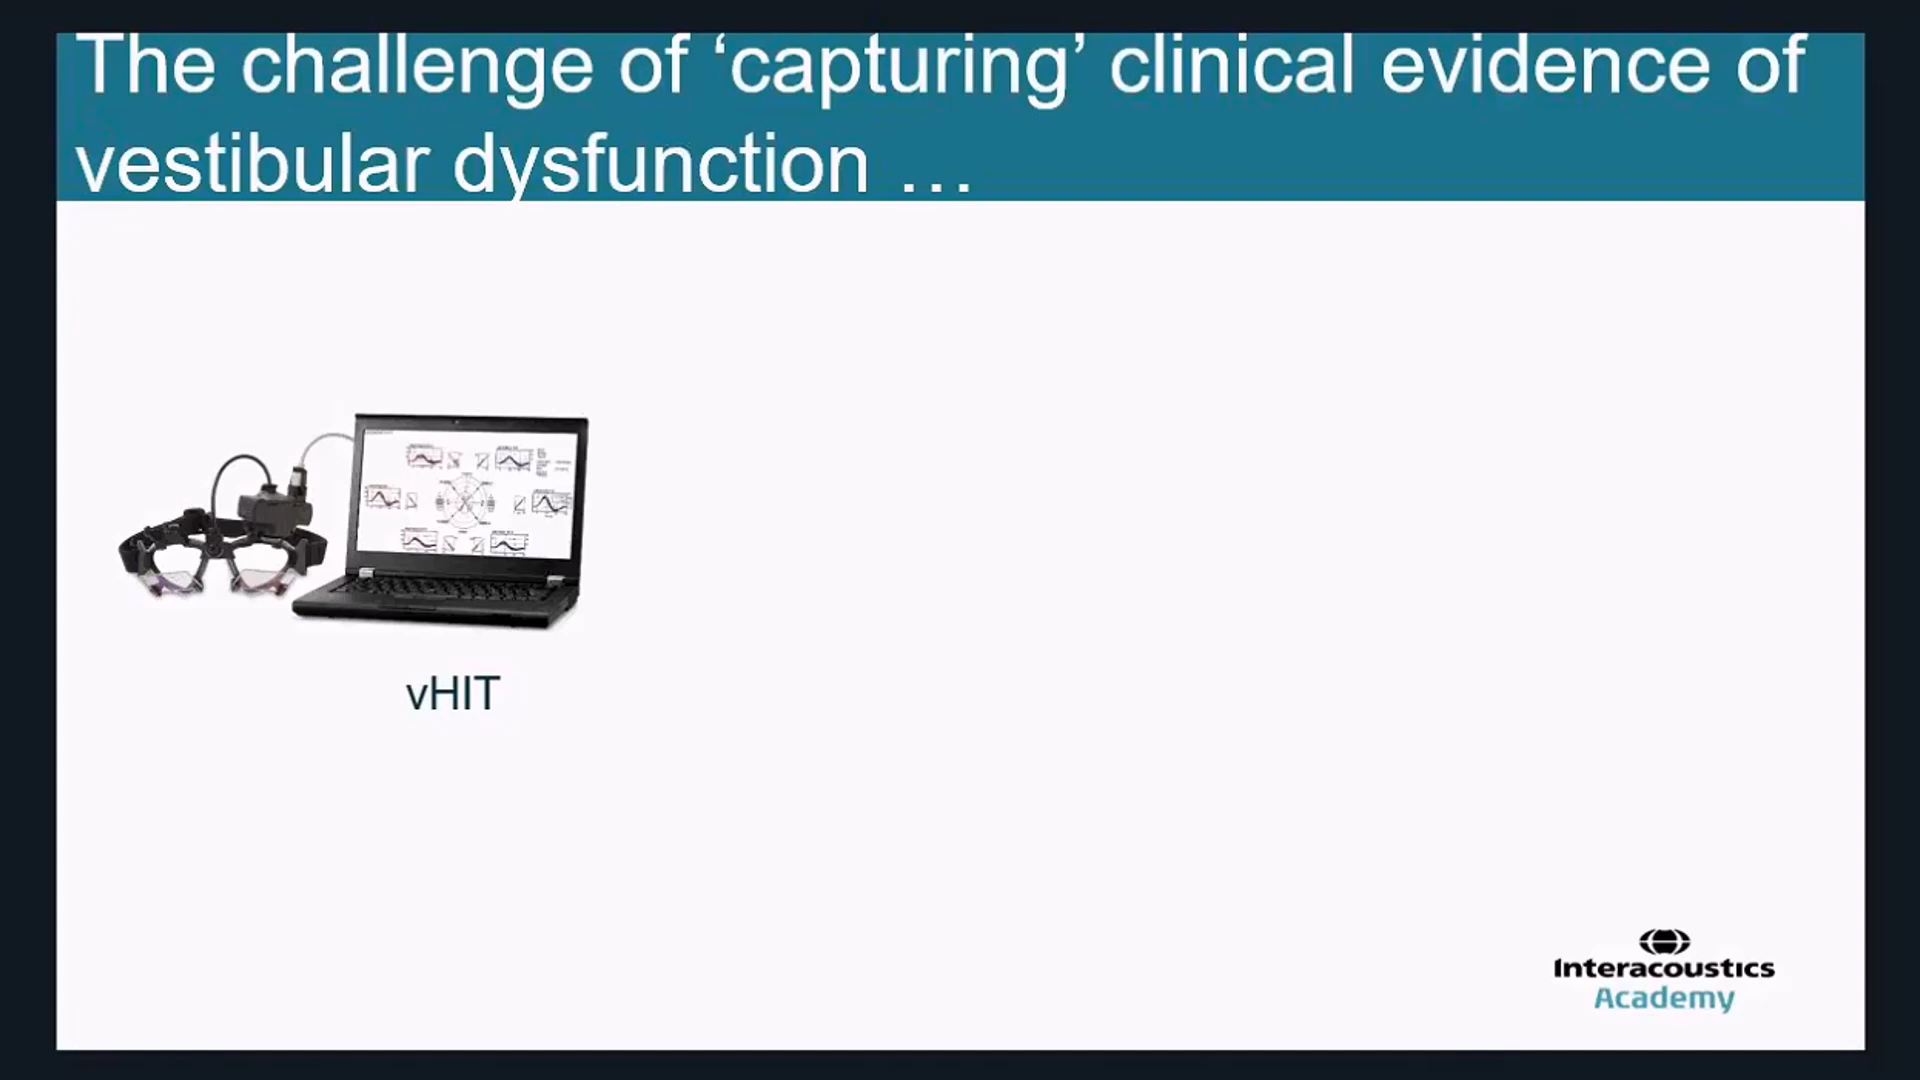 The challenge of ‘capturing’ clinical evidence of
vestibular dysfunction …
vHIT
Interacoustics
Academy